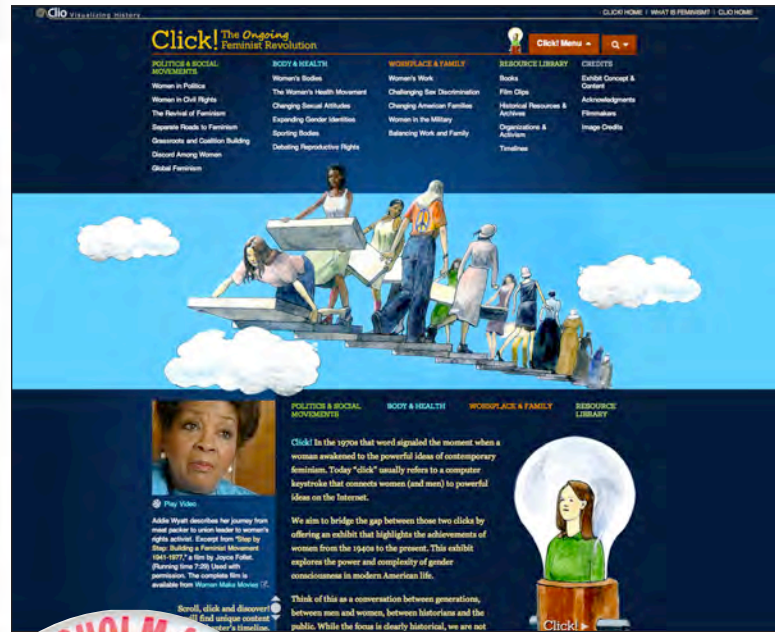 @Clio Visualizing History
CLICK! HOME | WHAT IS FEMINISM? | CLIO HOME
Click! The Ongoing Feminist Revolution
Click! Menu
POLITICS & SOCIAL
MOVEMENTS
Women in Politics
Women in Civil Rights
The Revival of Feminism
Separate Roads to Feminism
Grassroots and Coalition Building
Discord Among Women
Global Feminism
BODY & HEALTH
Women's Bodies
The Women's Health Movement
Changing Sexual Attitudes
Expanding Gender Identities
Sporting Bodies
Debating Reproductive Rights
WORKPLACE & FAMILY
Women's Work
Challenging Sex Discrimination
Changing American Families
Women in the Military
Balancing Work and Family
RESOURCE LIBRARY
Books
Film Clips
Historical Resources &
Archives
Organizations &
Activism
Timelines
CREDITS
Exhibit Concept &
Content
Acknowledgments
Filmmakers
Image Credits
POLITICS & SOCIAL
MOVEMENTS
BODY & HEALTH
WORKPLACE & FAMILY
RESOURCE
LIBRARY
Play Video
Addie Wyatt describes her journey from
meat packer to union leader to women's
rights activist. Excerpt from "Step by
Step: Building a Feminist Movement
1941-1977," a film by Joyce Follet.
(Running time 7:29) Used with
permission. The complete film is
available from Women Make Movies
Scroll, click and discover!
find unique content
timeline.
Click! In the 1970s that word signaled the moment when a
woman awakened to the powerful ideas of contemporary
feminism. Today "click" usually refers to a computer
keystroke that connects women (and men) to powerful
ideas on the Internet.
We aim to bridge the gap between those two clicks by
offering an exhibit that highlights the achievements of
women from the 1940s to the present. This exhibit
explores the power and complexity of gender
consciousness in modern American life.
Think of this as a conversation between generations,
between men and women, between historians and the
public. While the focus is clearly historical, we are not
Click!